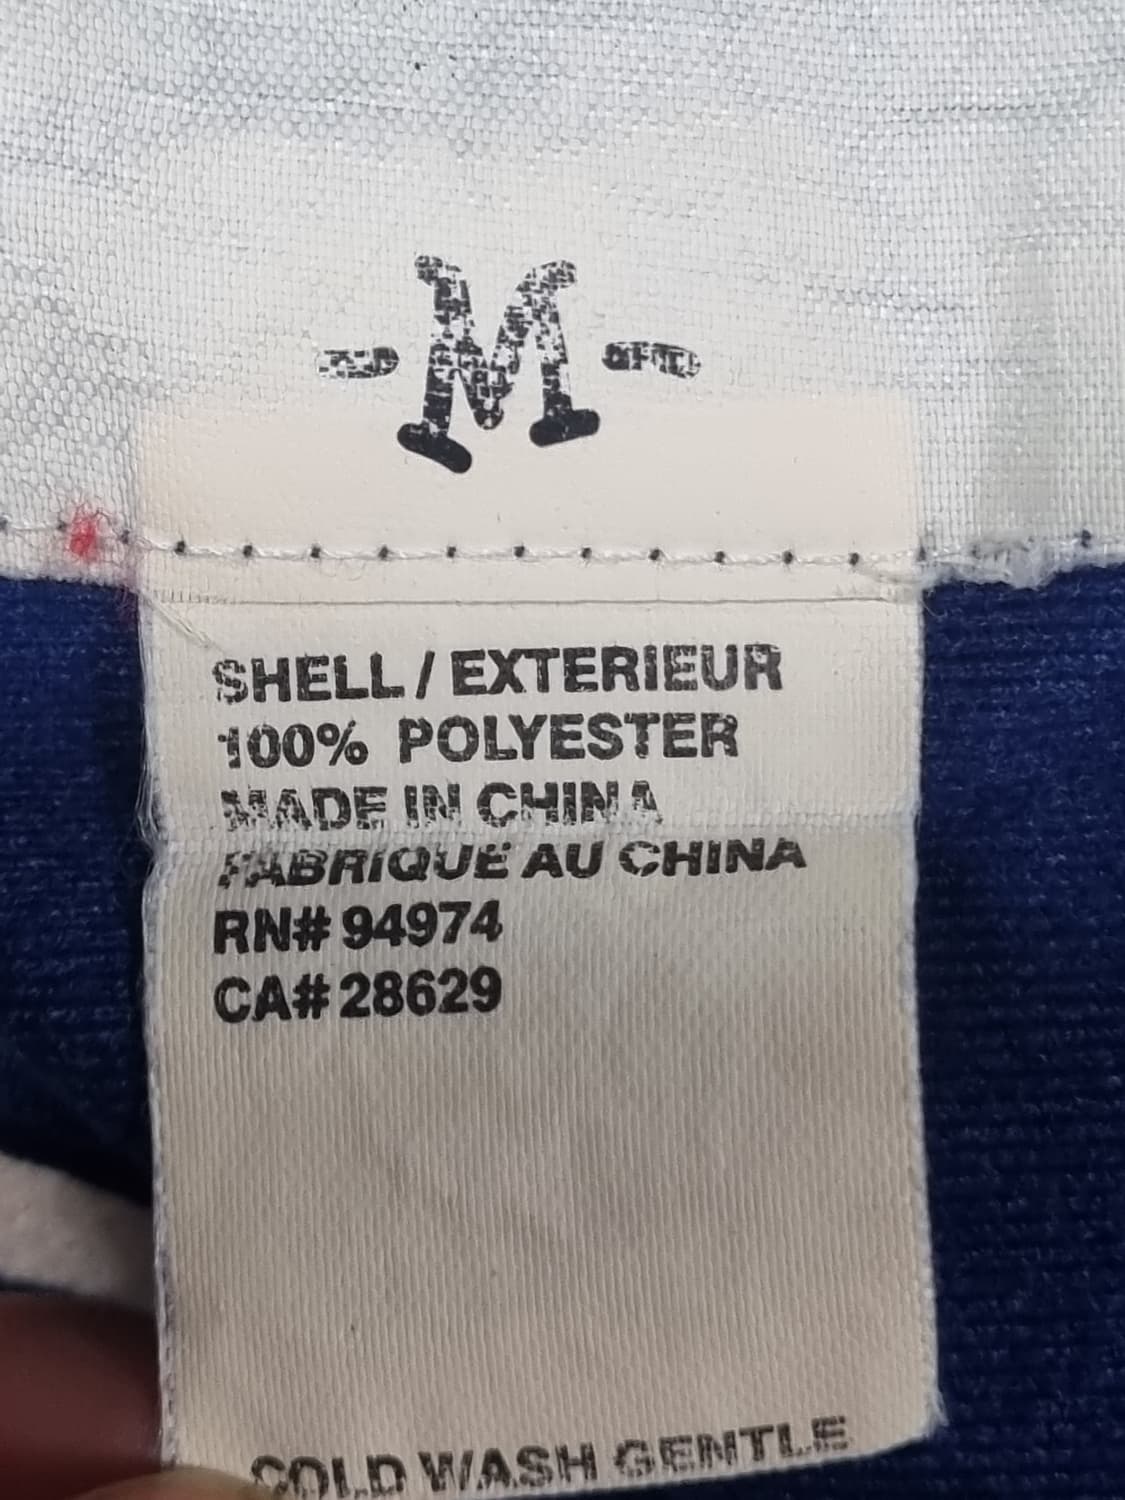 -M-
SHELL / EXTERIEUR
100% POLYESTER
MADE IN CHINA
FABRIQUE AU CHINA
RN# 94974
CA# 28629
COLD WASH GENTLE